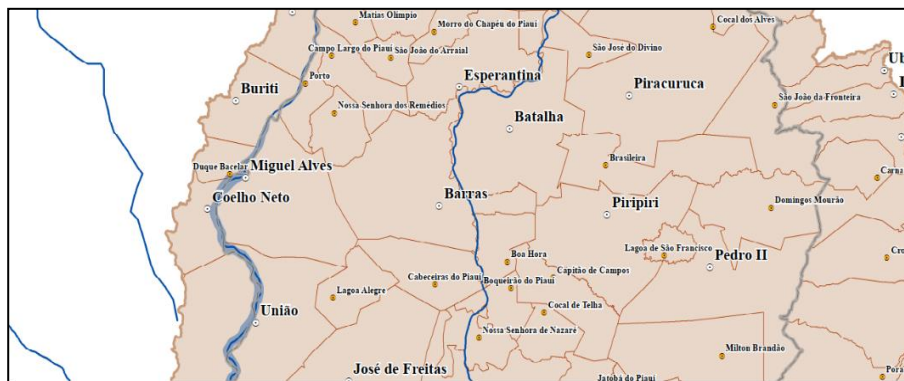 Matias Olimpio
Morro do Chapéu do Piauí
Cocal dos Alves
Campo Largo do Piauí
São João do Arraial
São José do Divino
Esperantina
Porto
Buriti
Piracuruca
São João da Fronteira
Nossa Senhora dos Remédios
Batalha
Duque Bacelar
Miguel Alves
Brasileira
Carna
Coelho Neto
Barras
Piripiri
Domingos Mourão
Lagoa de São Francisco
Cro
Boa Hora
Pedro II
Cabeceiras do Piauí
Capitão de Campos
Boqueirão do Piauí
Lagoa Alegre
União
Cocal de Telha
Nossa Senhora de Nazaré
Milton Brandão
José de Freitas
Jatobá do Piauí
Pora